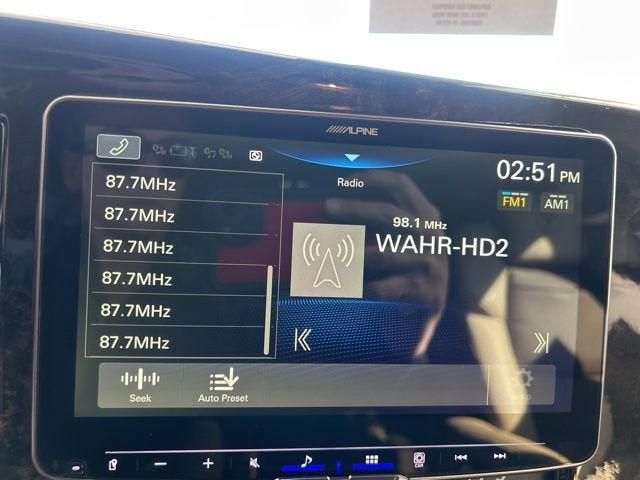 ALPINE
Radio
02:51 PM
87.7MHz
87.7MHz
87.7MHz
87.7MHz
87.7MHz
87.7MHz
FM1 AM1
98.1 MHz
WAHR-HD2
Seek
Auto Preset
CAM